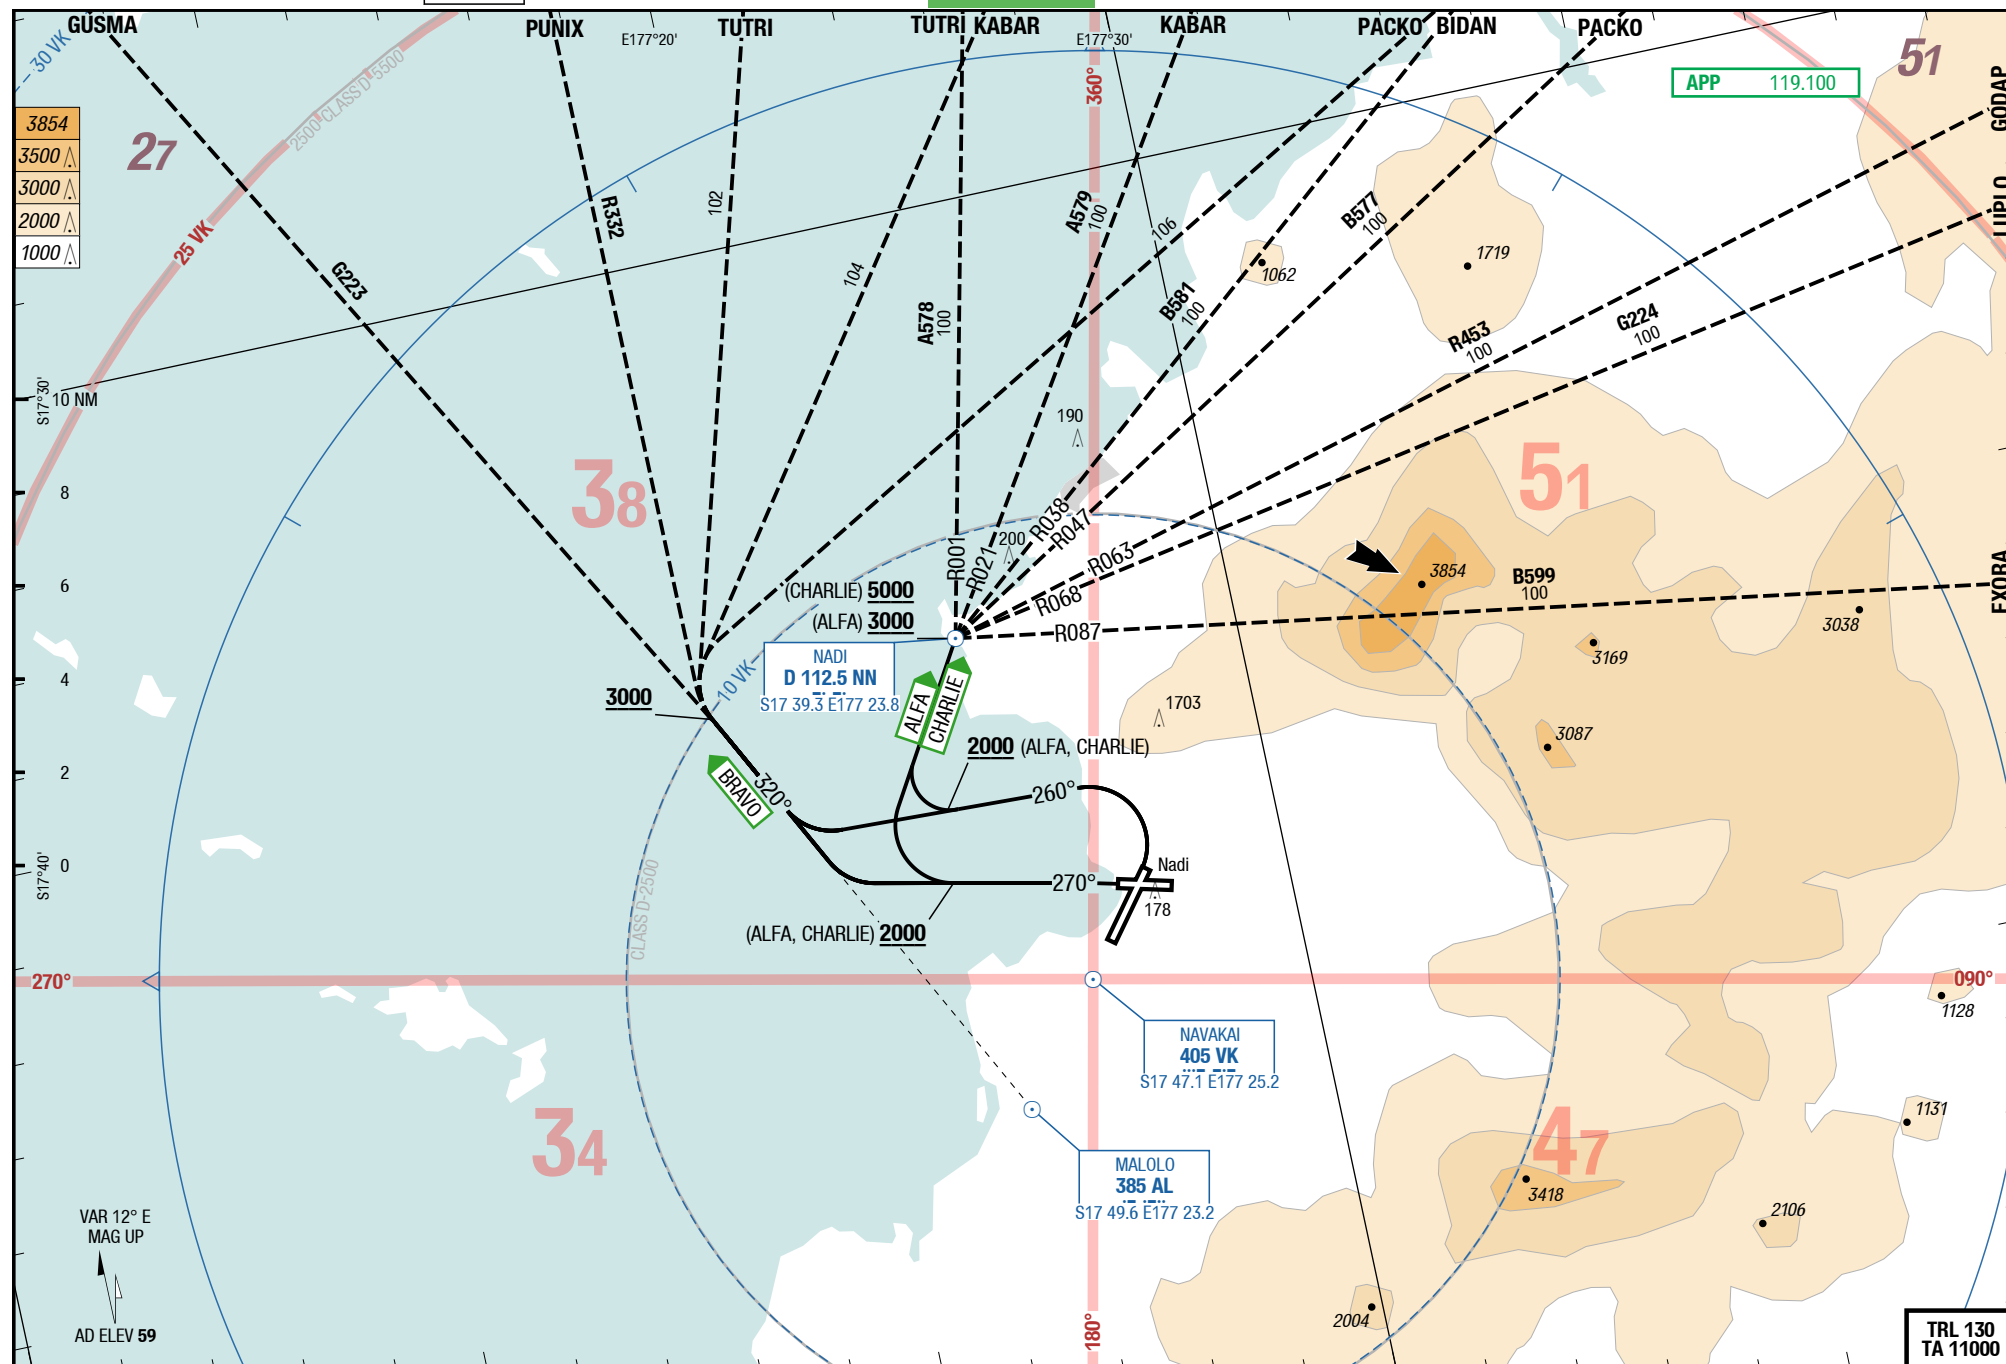 GUSMA
PUNIX
TUTRI
TUTRI
KABAR
KABAR
PACKO
BIDAN
PACKO
E177°20'
E177°30'
30 VK
2500 CLASS D 5500
51
APP 119.100
GODAP
LUPLO
EXORA
3854
3500
3000
2000
1000
27
25 VK
360°
G223
R332
102
104
A578
100
A579
100
106
B581
100
B577
100
1062
1719
R453
100
G224
100
S17°30'
10 NM
8
6
4
2
0
S17°40'
38
51
190
200
R001
R021
R038
R047
R063
R068
R087
B599
100
3854
3038
3169
3087
1703
(CHARLIE) 5000
(ALFA) 3000
NADI
D 112.5 NN
S17 39.3 E177 23.8
10 VK
3000
ALFA
CHARLIE
BRAVO
320°
2000 (ALFA, CHARLIE)
260°
Nadi
270°
178
(ALFA, CHARLIE) 2000
CLASS D-2500
270°
090°
1128
NAVAKAI
405 VK
S17 47.1 E177 25.2
MALOLO
385 AL
S17 49.6 E177 23.2
34
47
1131
3418
2106
2004
180°
VAR 12° E
MAG UP
AD ELEV 59
TRL 130
TA 11000